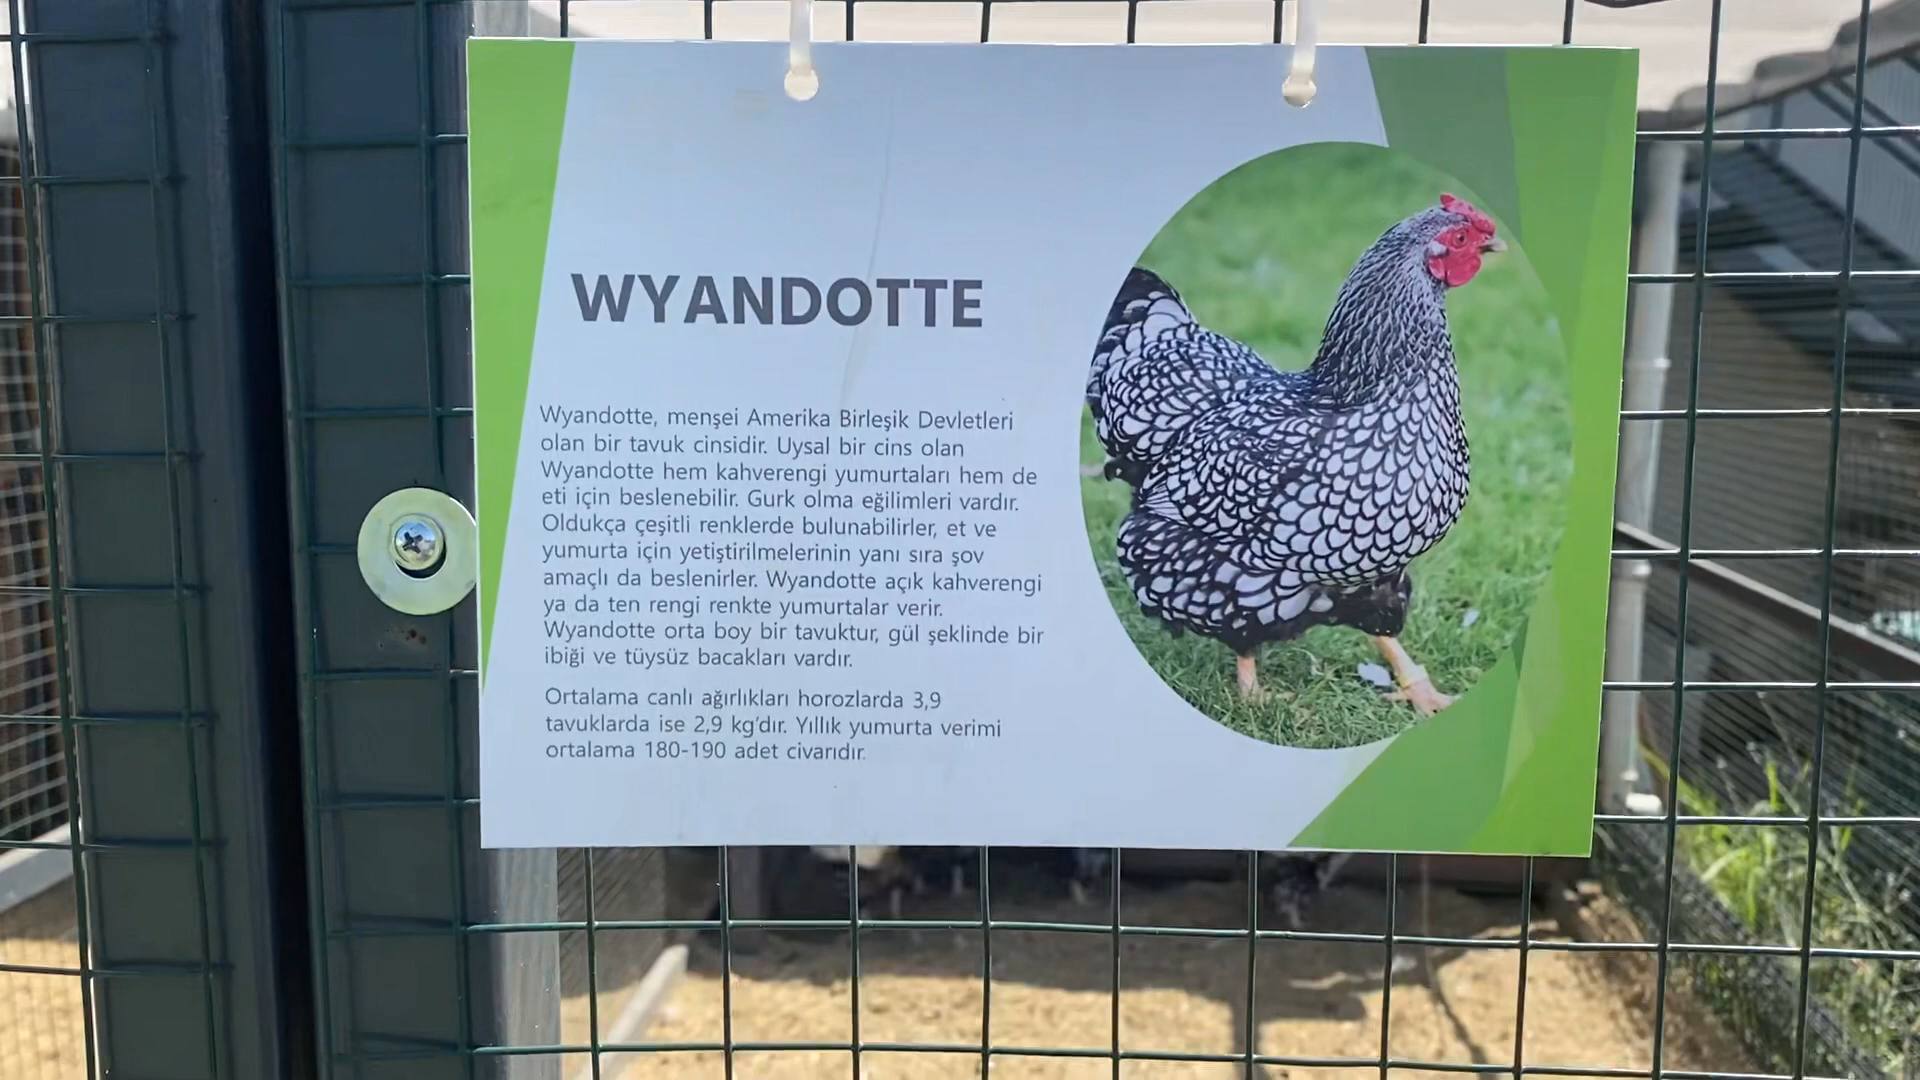 WYANDOTTE
Wyandotte, menşei Amerika Birleşik Devletleri
olan bir tavuk cinsidir. Uysal bir cins olan
Wyandotte hem kahverengi yumurtaları hem de
eti için beslenebilir. Gurk olma eğilimleri vardır.
Oldukça çeşitli renklerde bulunabilirler, et ve
yumurta için yetiştirilmelerinin yanı sıra şov
amaçlı da beslenirler. Wyandotte açık kahverengi
ya da ten rengi renkte yumurtalar verir.
Wyandotte orta boy bir tavuktur, gül şeklinde bir
ibiği ve tüysüz bacakları vardır.
Ortalama canlı ağırlıkları horozlarda 3,9
tavuklarda ise 2,9 kg'dır. Yıllık yumurta verimi
ortalama 180-190 adet civarıdır.